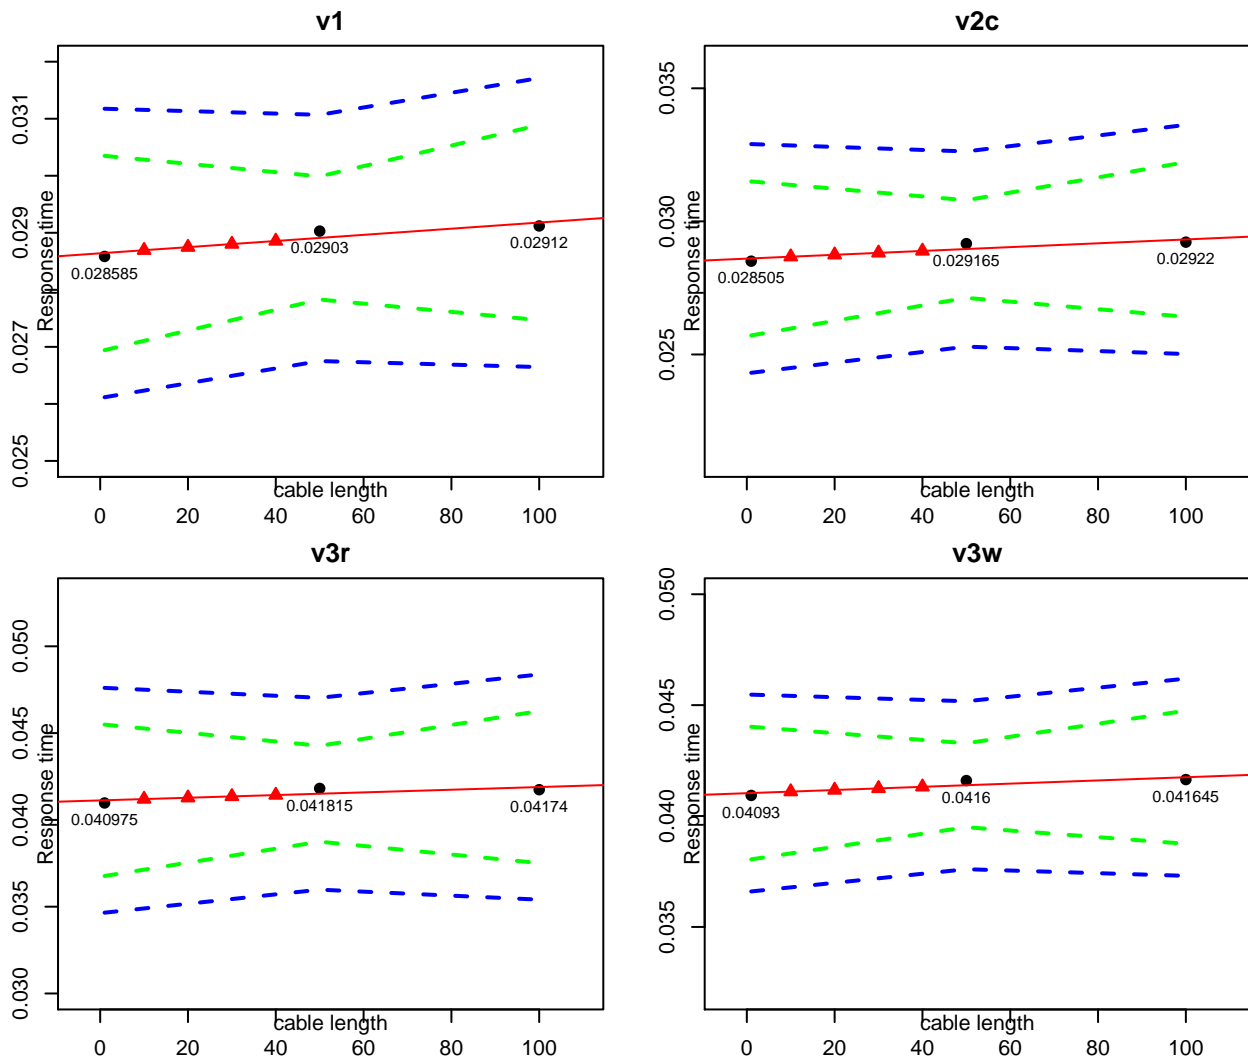 v1
0.031
0.029
0.027
0.025
Response time
0.028585
0.02903
0.02912
cable length
0 20 40 60 80 100
v2c
0.035
0.030
0.025
Response time
0.028505
0.029165
0.02922
cable length
0 20 40 60 80 100
v3r
0.050
0.045
0.040
0.035
0.030
Response time
0.040975
0.041815
0.04174
cable length
0 20 40 60 80 100
v3w
0.050
0.045
0.040
0.035
Response time
0.04093
0.0416
0.041645
cable length
0 20 40 60 80 100